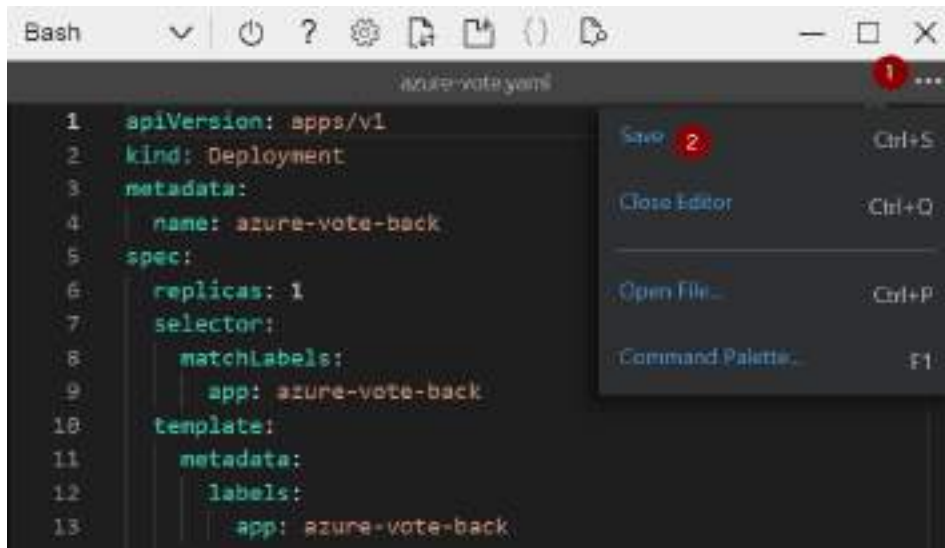 Bash ?
azure-vote.yaml 1 ...
1 apiVersion: apps/v1
2 kind: Deployment
3 metadata:
4 name: azure-vote-back
5 spec:
6 replicas: 1
7 selector:
8 matchLabels:
9 app: azure-vote-back
10 template:
11 metadata:
12 labels:
13 app: azure-vote-back
Save 2 Ctrl+S
Close Editor Ctrl+Q
Open File... Ctrl+P
Command Palette... F1